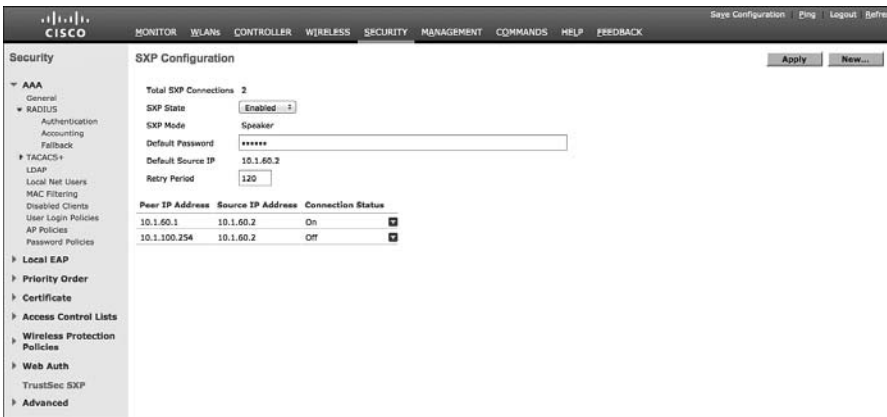 Save Configuration Ping Logout Refre
CISCO
MONITOR WLANs CONTROLLER WIRELESS SECURITY MANAGEMENT COMMANDS HELP FEEDBACK
Security
AAA
General
RADIUS
Authentication
Accounting
Fallback
TACACS+
LDAP
Local Net Users
MAC Filtering
Disabled Clients
User Login Policies
AP Policies
Password Policies
Local EAP
Priority Order
Certificate
Access Control Lists
Wireless Protection
Policies
Web Auth
TrustSec SXP
Advanced
SXP Configuration
Apply New...
Total SXP Connections 2
SXP State Enabled
SXP Mode Speaker
Default Password ••••••
Default Source IP 10.1.60.2
Retry Period 120
Peer IP Address Source IP Address Connection Status
10.1.60.1 10.1.60.2 On
10.1.100.254 10.1.60.2 Off